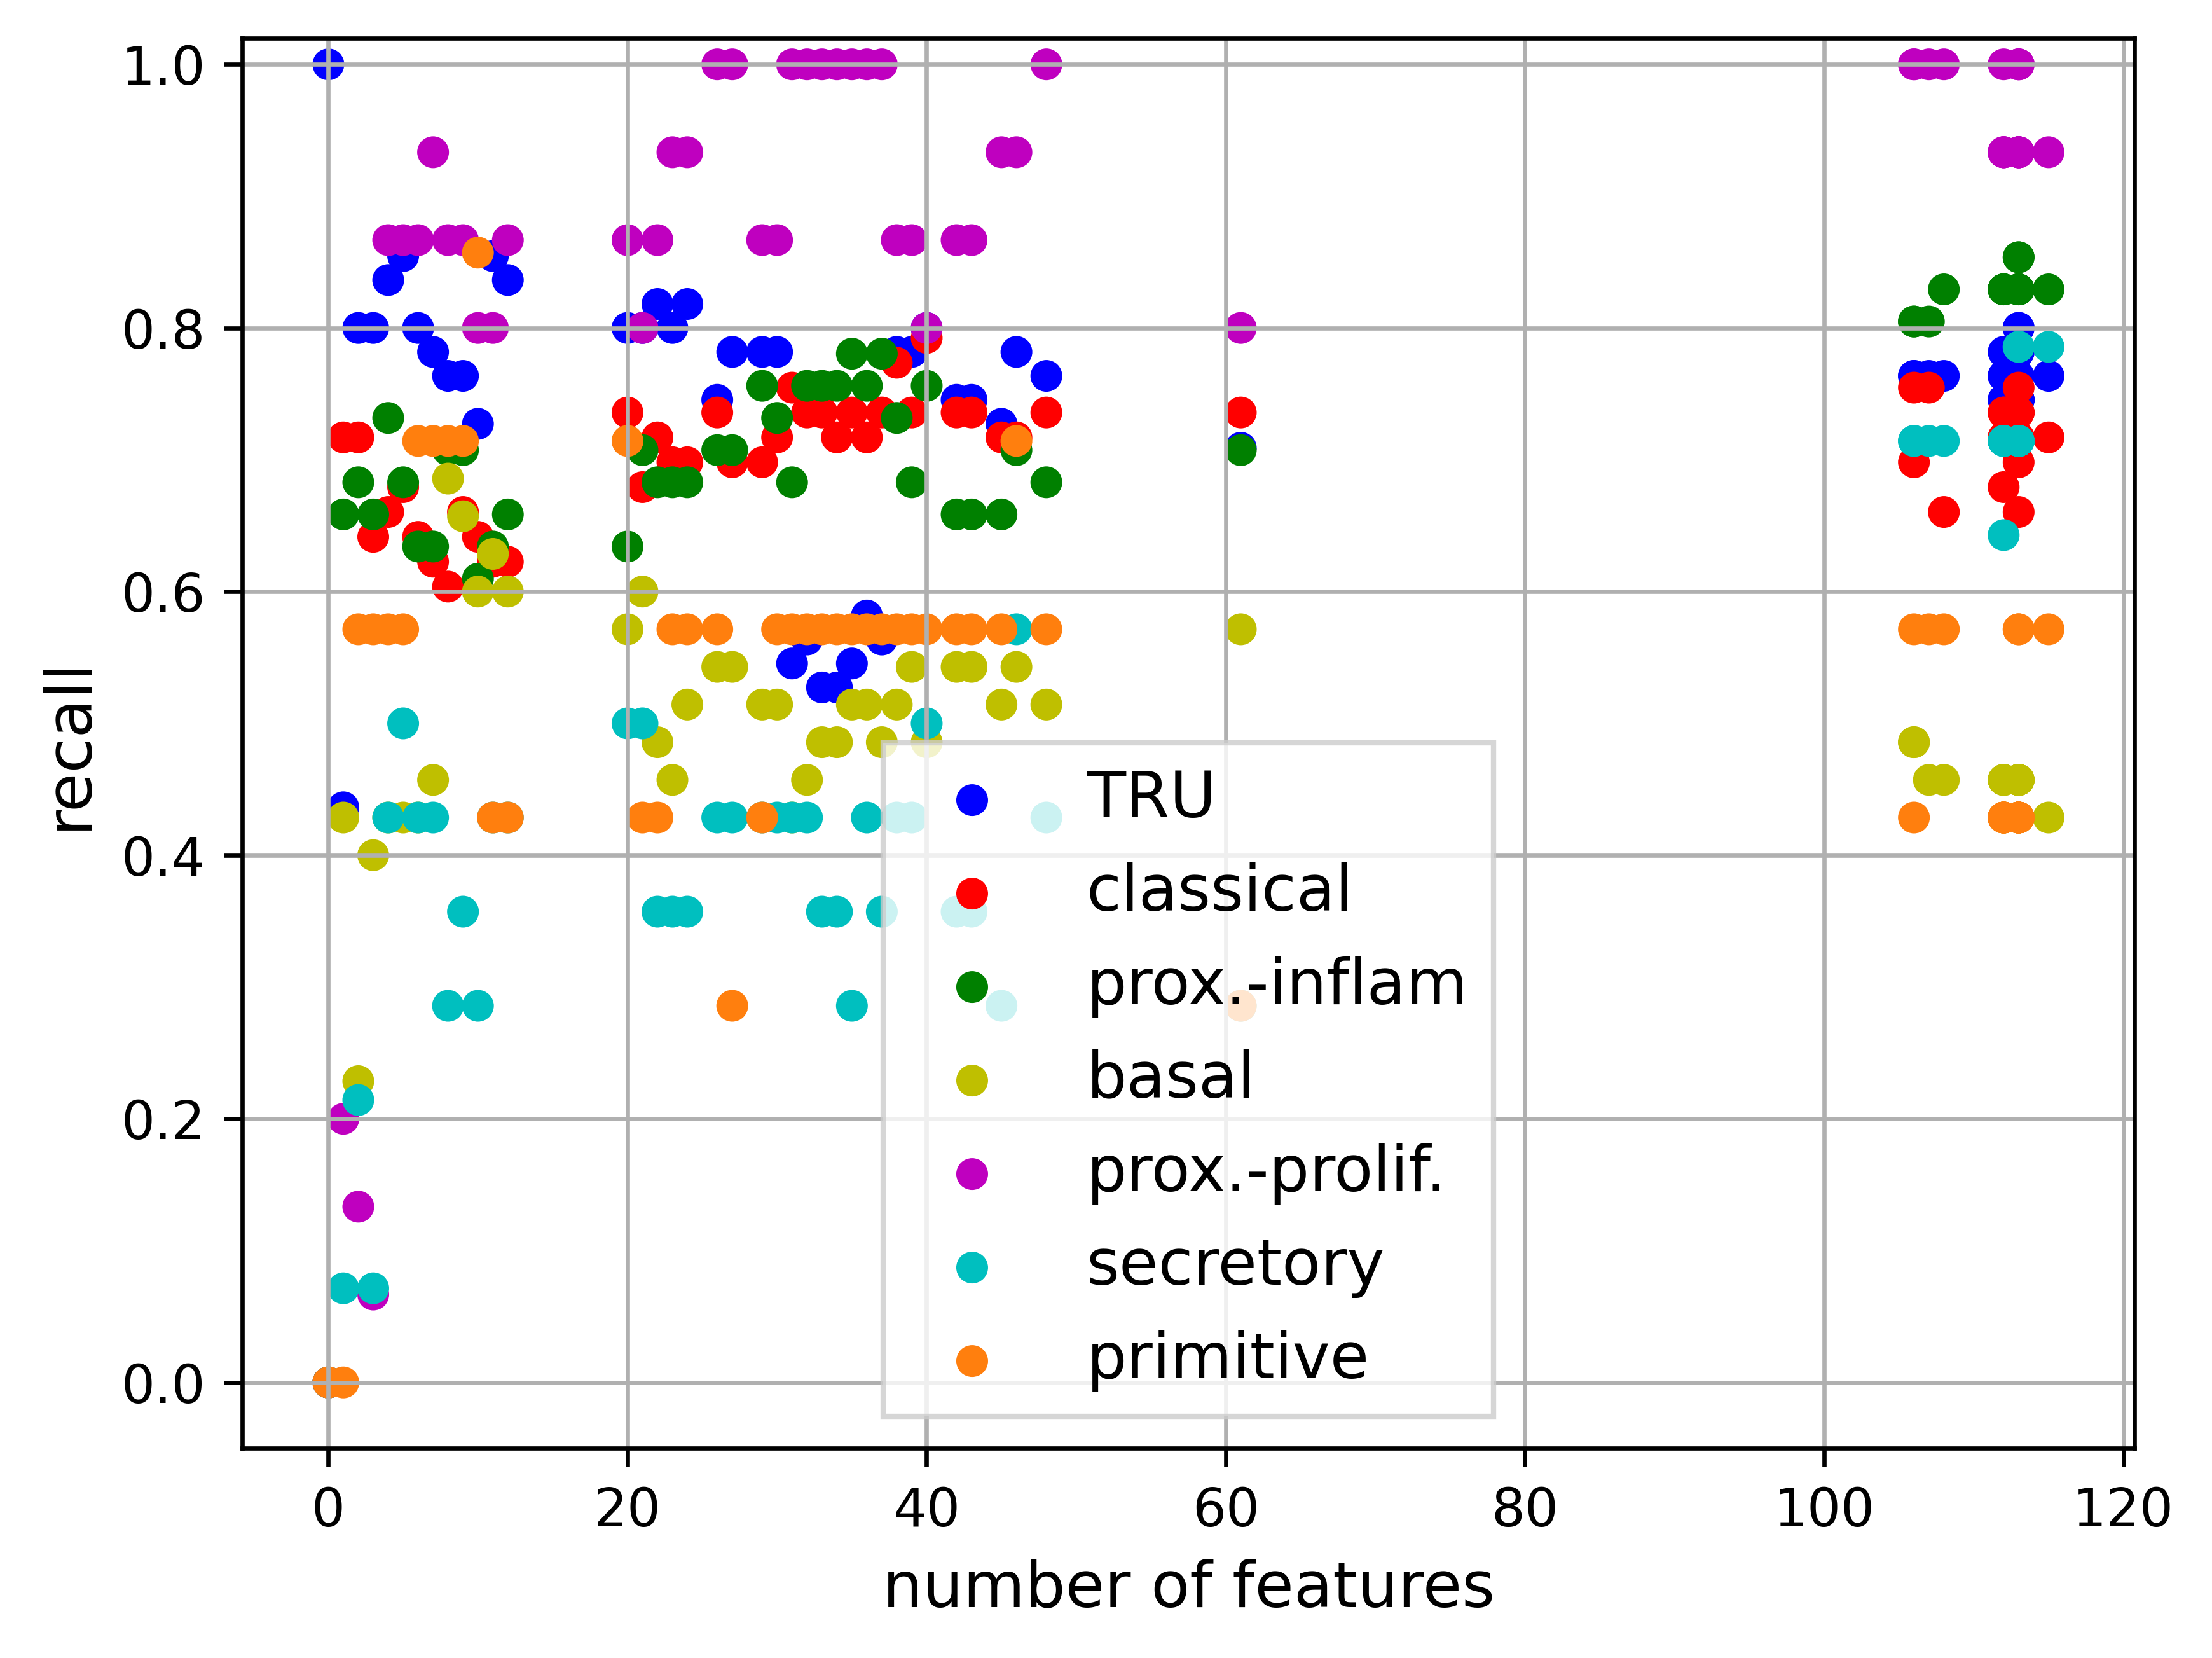 1.0
0.8
0.6
0.4
0.2
0.0
recall
TRU
classical
prox.-inflam
basal
prox.-prolif.
secretory
primitive
0 20 40 60 80 100 120
number of features